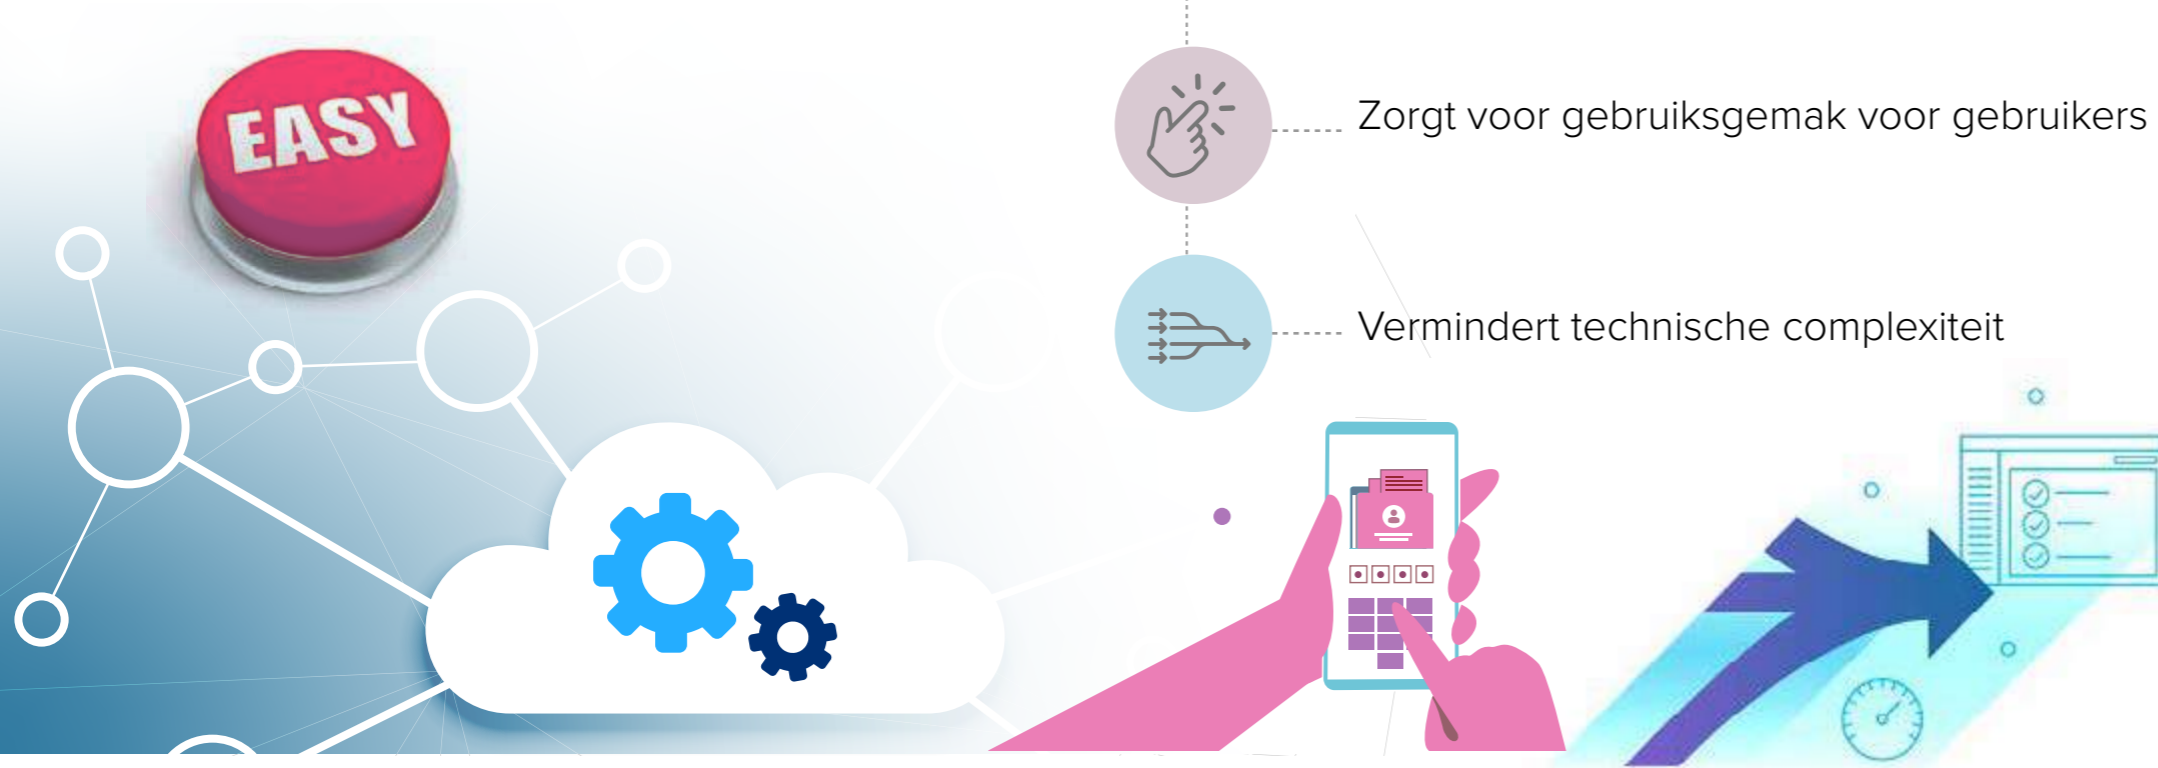 EASY
Zorgt voor gebruiksgemak voor gebruikers
Vermindert technische complexiteit